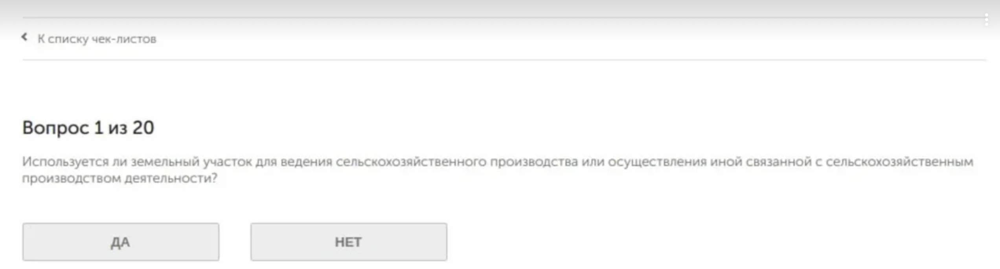 К списку чек-листов
Вопрос 1 из 20
Используется ли земельный участок для ведения сельскохозяйственного производства или осуществления иной связанной с сельскохозяйственным
производством деятельности?
ДА НЕТ